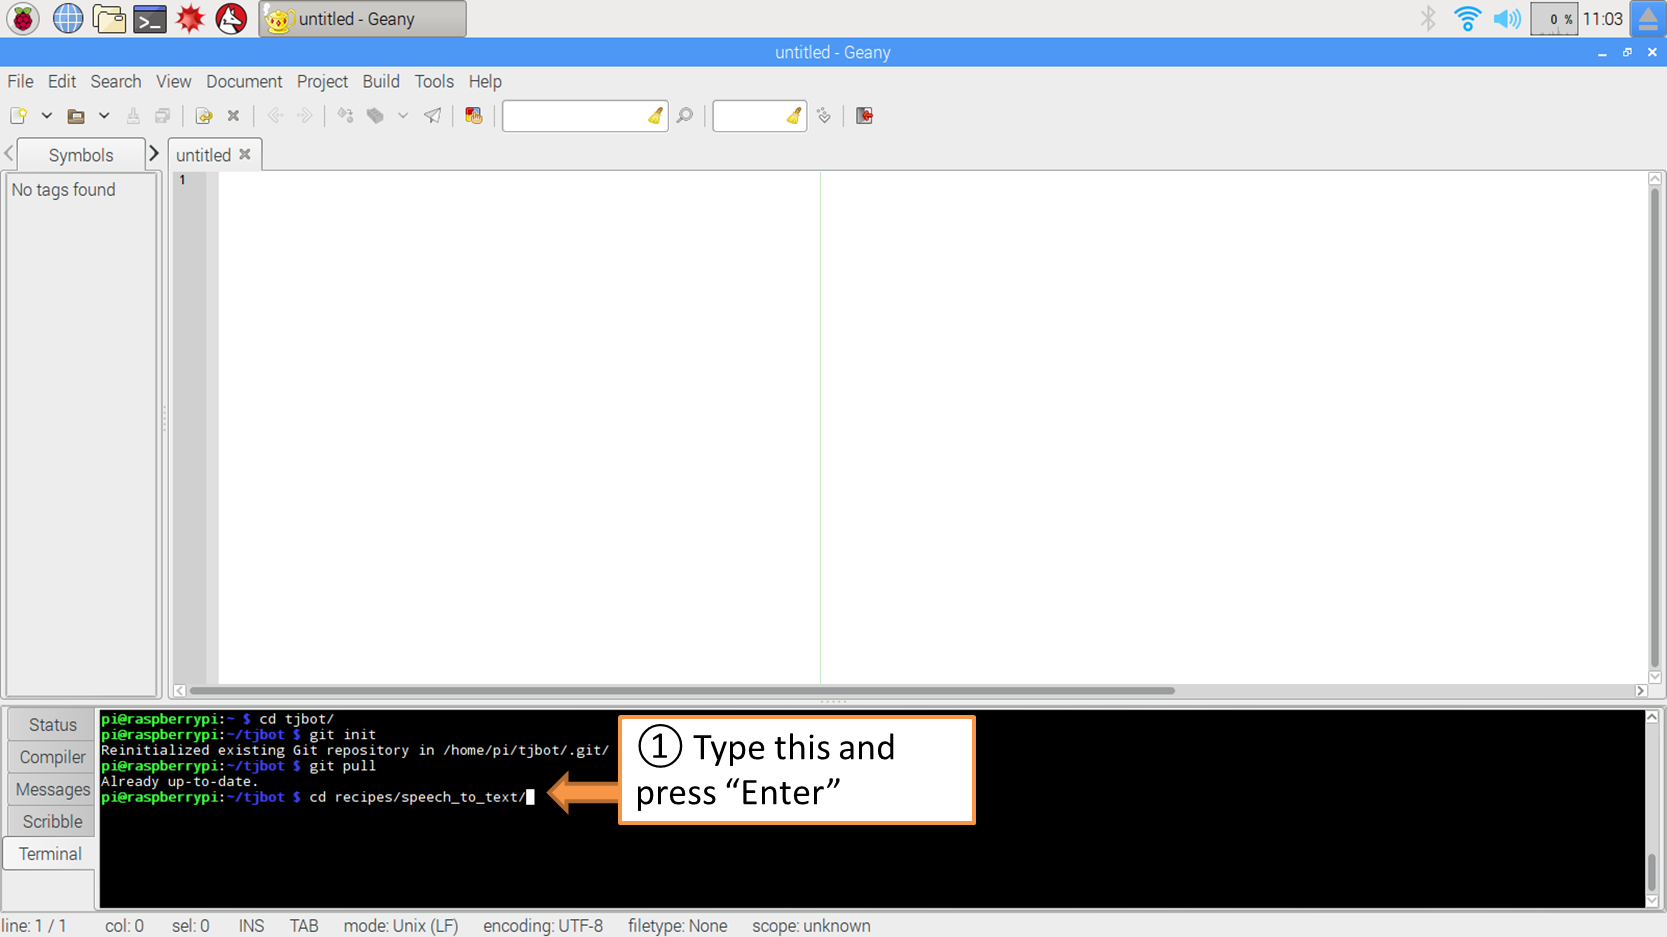 untitled - Geany
0 %
11:03
untitled - Geany
File Edit Search View Document Project Build Tools Help
Symbols
untitled
No tags found
1
Status
Compiler
Messages
Scribble
Terminal
pi@raspberrypi:~ $ cd tjbot/
pi@raspberrypi:~/tjbot $ git init
Reinitialized existing Git repository in /home/pi/tjbot/.git/
pi@raspberrypi:~/tjbot $ git pull
Already up-to-date.
pi@raspberrypi:~/tjbot $ cd recipes/speech_to_text/
① Type this and
press “Enter”
line: 1 / 1 col: 0 sel: 0 INS TAB mode: Unix (LF) encoding: UTF-8 filetype: None scope: unknown